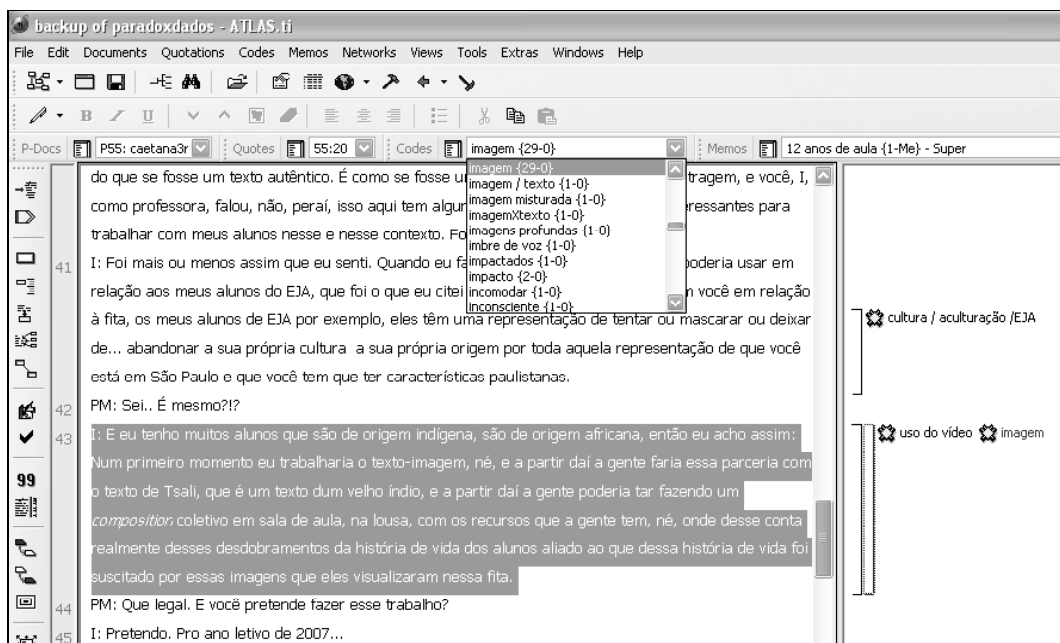 backup of paradoxdados - ATLAS.ti
File Edit Documents Quotations Codes Memos Networks Views Tools Extras Windows Help
B I U
P-Docs P55: caetana3r Quotes 55:20 Codes imagem {29-0} Memos 12 anos de aula {1-Me} - Super
imagem {29-0}
imagem / texto {1-0}
imagem misturada {1-0}
imagemXtexto {1-0}
imagens profundas {1-0}
imbre de voz {1-0}
impactados {1-0}
impacto {2-0}
incomodar {1-0}
Inconsciente {1-0}
do que se fosse um texto autêntico. É como se fosse u tragem, e você, I,
como professora, falou, não, peraí, isso aqui tem algur eressantes para
trabalhar com meus alunos nesse e nesse contexto. Fo
41 I: Foi mais ou menos assim que eu senti. Quando eu fa poderia usar em
relação aos meus alunos do EJA, que foi o que eu citei você em relação
à fita, os meus alunos de EJA por exemplo, eles têm uma representação de tentar ou mascarar ou deixar
de... abandonar a sua própria cultura a sua própria origem por toda aquela representação de que você
está em São Paulo e que você tem que ter características paulistanas.
42 PM: Sei.. É mesmo?!?
43 I: E eu tenho muitos alunos que são de origem indígena, são de origem africana, então eu acho assim:
Num primeiro momento eu trabalharia o texto-imagem, né, e a partir daí a gente faria essa parceria com
o texto de Tsali, que é um texto dum velho índio, e a partir daí a gente poderia tar fazendo um
composition coletivo em sala de aula, na lousa, com os recursos que a gente tem, né, onde desse conta
realmente desses desdobramentos da história de vida dos alunos aliado ao que dessa história de vida foi
suscitado por essas imagens que eles visualizaram nessa fita.
44 PM: Que legal. E você pretende fazer esse trabalho?
45 I: Pretendo. Pro ano letivo de 2007...
cultura / aculturação /EJA
uso do vídeo imagem
99